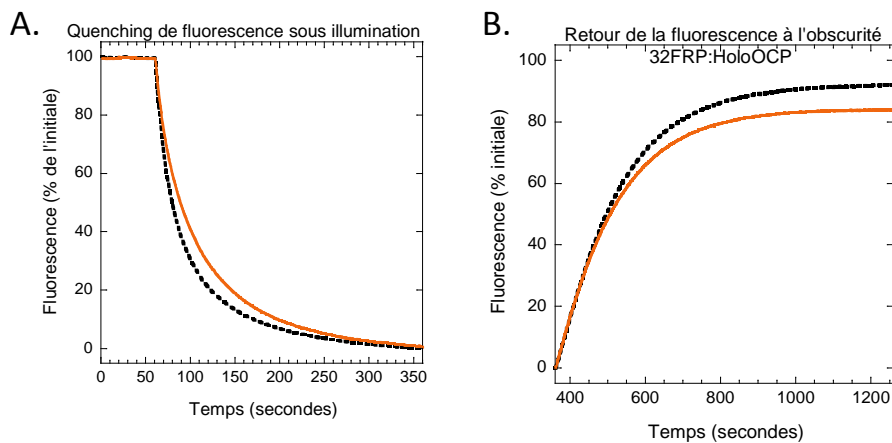 A.
Quenching de fluorescence sous illumination
100
80
60
40
20
0
Fluorescence (% de l'initiale)
0 50 100 150 200 250 300 350
Temps (secondes)
B.
Retour de la fluorescence à l'obscurité
32FRP:HoloOCP
100
80
60
40
20
0
Fluorescence (% initiale)
400 600 800 1000 1200
Temps (secondes)